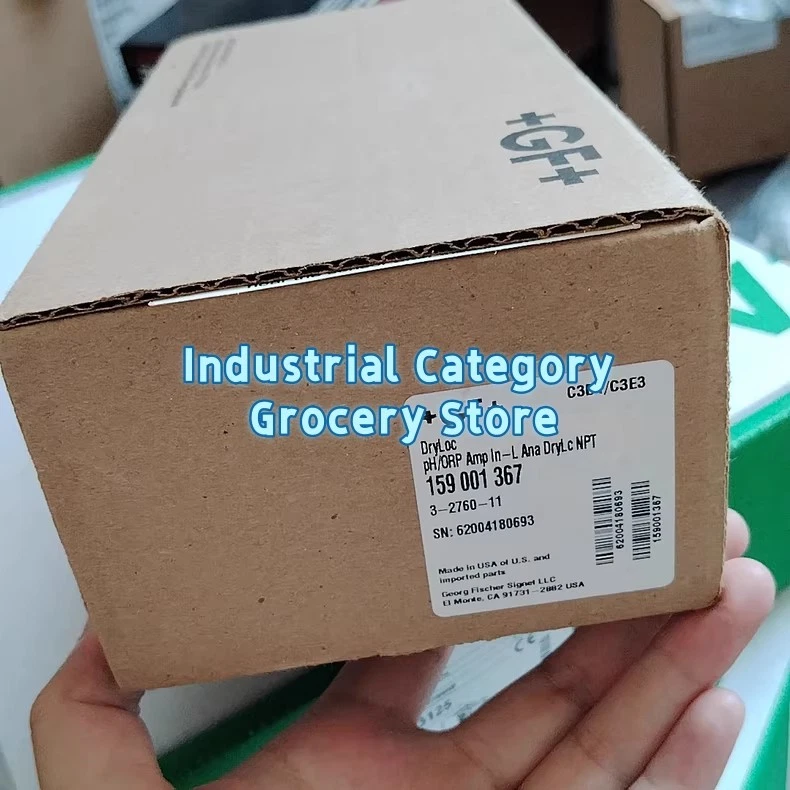 +GF+
Industrial Category
Grocery Store
/C3E3
DryLoc
pH/ORP Amp In-L Ana DryLc NPT
159 001 367
3-2760-11
SN: 62004180693
Made in USA of U.S. and
imported parts
Georg Fischer Signet LLC
El Monte, CA 91731-2882 USA
62004180693
159001367
3125